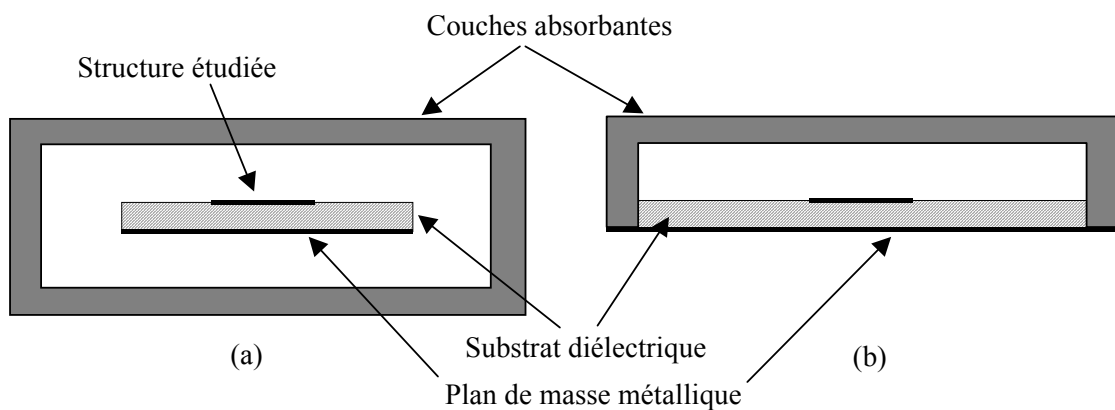 Couches absorbantes
Structure étudiée
(a)
Substrat diélectrique
(b)
Plan de masse métallique